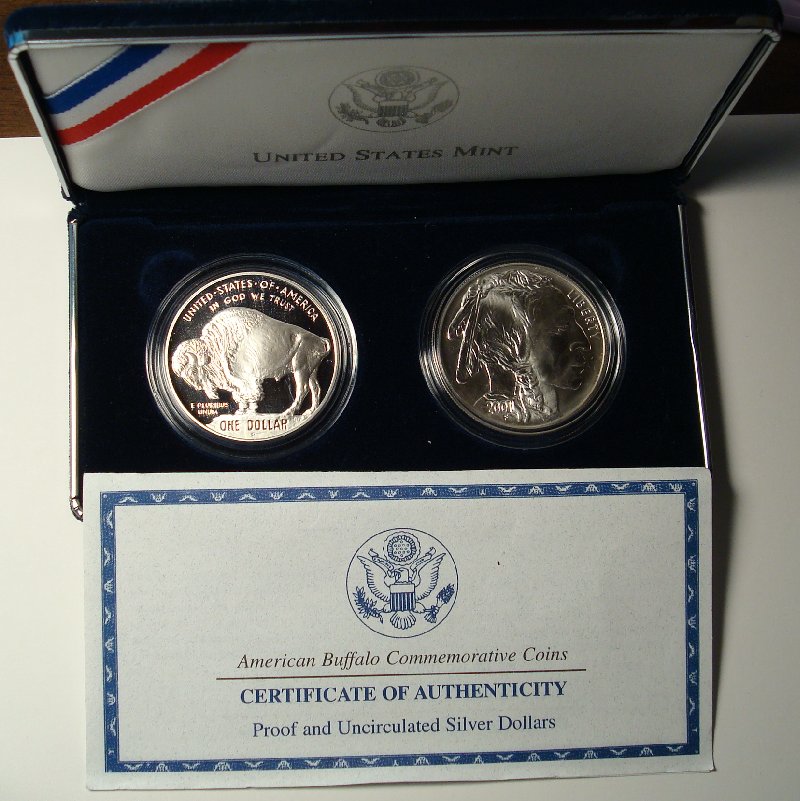 UNITED STATES MINT
UNITED·STATES·OF·AMERICA
IN GOD WE TRUST
E PLURIBUS
UNUM
ONE DOLLAR
LIBERTY
2001
American Buffalo Commemorative Coins
CERTIFICATE OF AUTHENTICITY
Proof and Uncirculated Silver Dollars